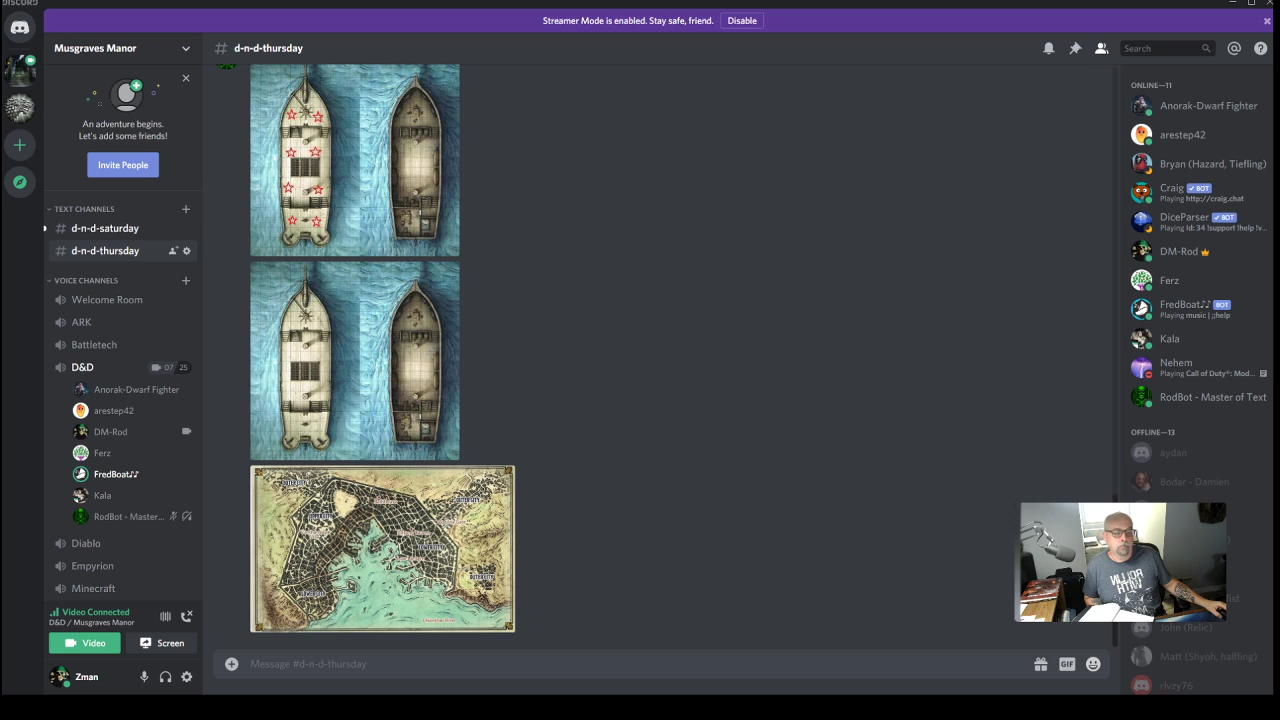 DISCORD
Streamer Mode is enabled. Stay safe, friend.
Disable
Musgraves Manor
d-n-d-thursday
Search
An adventure begins.
Let's add some friends!
Invite People
TEXT CHANNELS
d-n-d-saturday
d-n-d-thursday
VOICE CHANNELS
Welcome Room
ARK
Battletech
D&D
07 25
Anorak-Dwarf Fighter
arestep42
DM-Rod
Ferz
FredBoat♪♪
Kala
RodBot - Master...
Diablo
Empyrion
Minecraft
Video Connected
D&D / Musgraves Manor
Video
Screen
Zman
Message #d-n-d-thursday
GIF
ONLINE—11
Anorak-Dwarf Fighter
arestep42
Bryan (Hazard, Tiefling)
Craig ✔ BOT
Playing http://craig.chat
DiceParser ✔ BOT
Playing Id: 34 !support !help !v...
DM-Rod
Ferz
FredBoat♪♪ BOT
Playing music | ;;help
Kala
Nehem
Playing Call of Duty®: Mod...
RodBot - Master of Text
OFFLINE—13
aydan
Bodar - Damien
John (Relic)
Matt (Shyoh, halfling)
rlvzy76